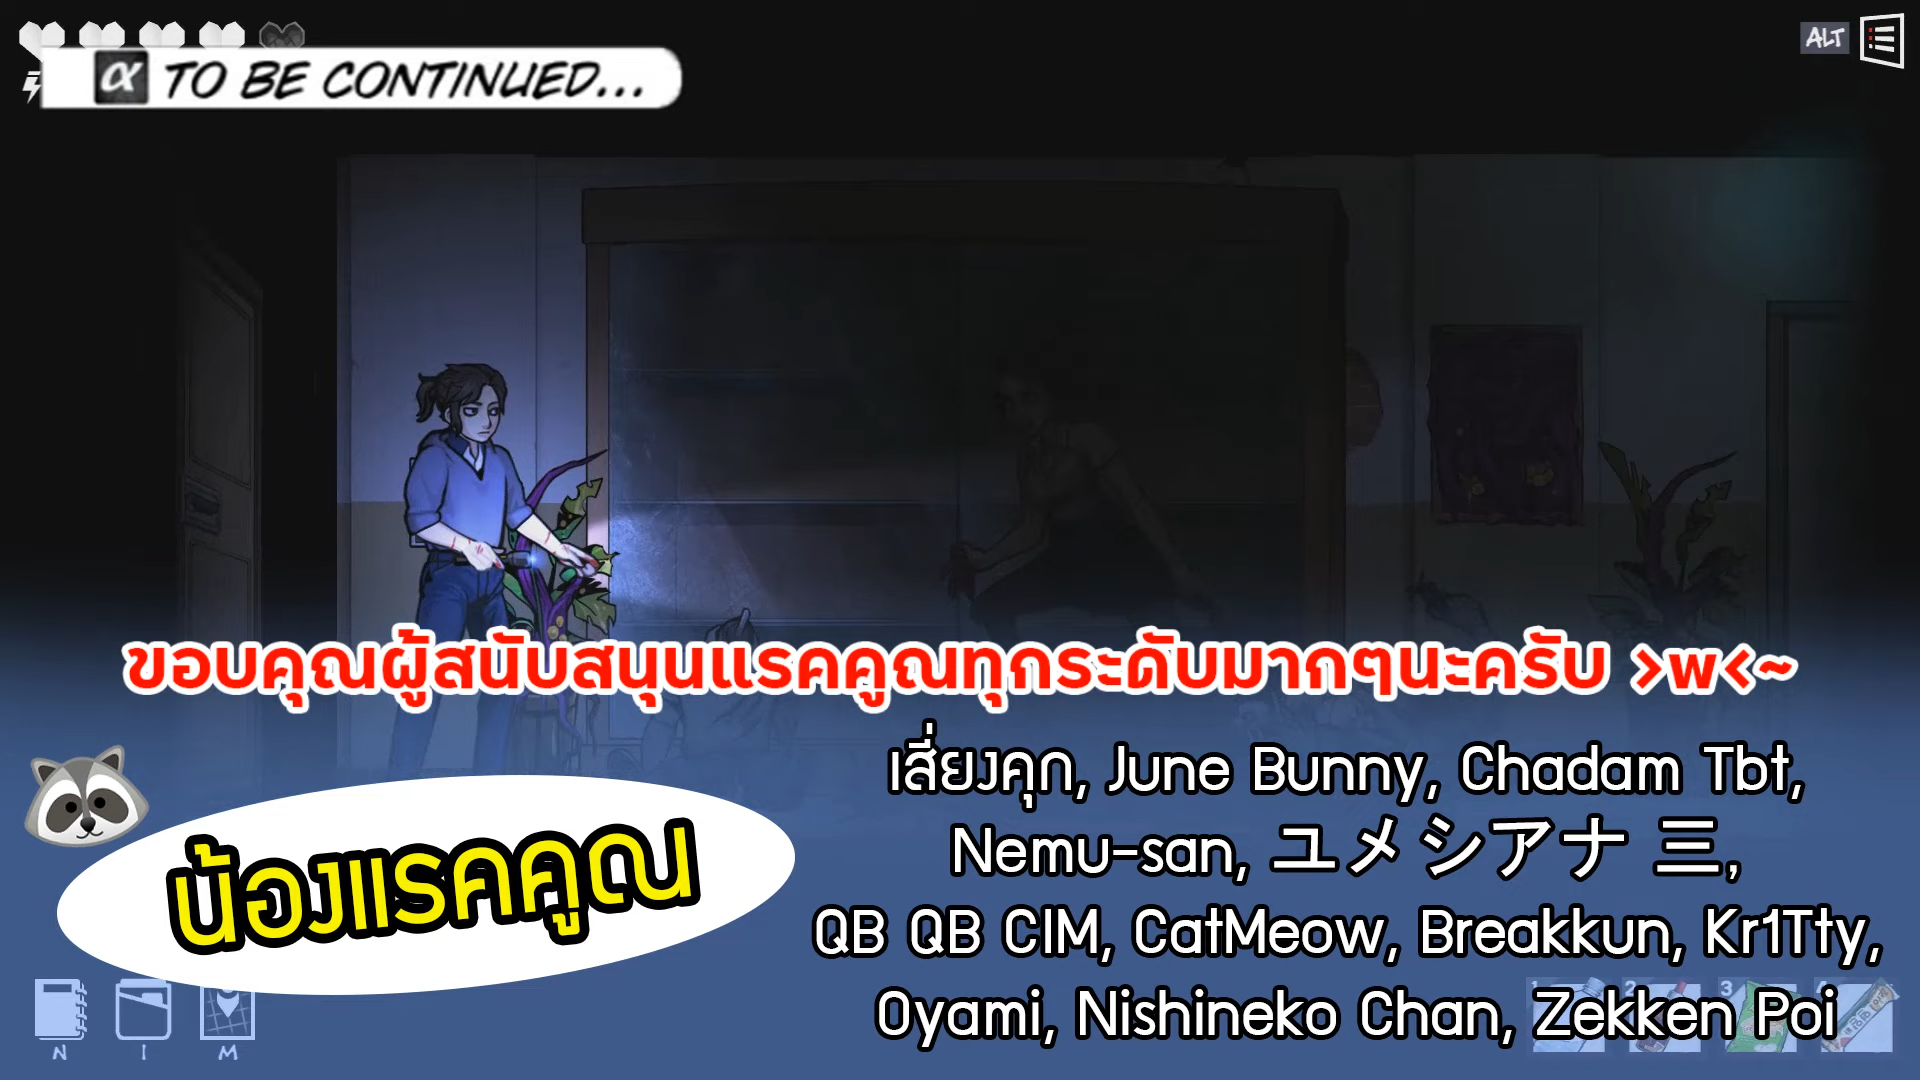 α TO BE CONTINUED...
ALT
ขอบคุณผู้สนับสนุนแรคคูณทุกระดับมากๆนะครับ >w<~
เสี่ยงคุก, June Bunny, Chadam Tbt,
Nemu-san, ユメシアナ 三,
QB QB CIM, CatMeow, Breakkun, Kr1Tty,
Oyami, Nishineko Chan, Zekken Poi
น้องแรคคูณ
N I M
1 2 3